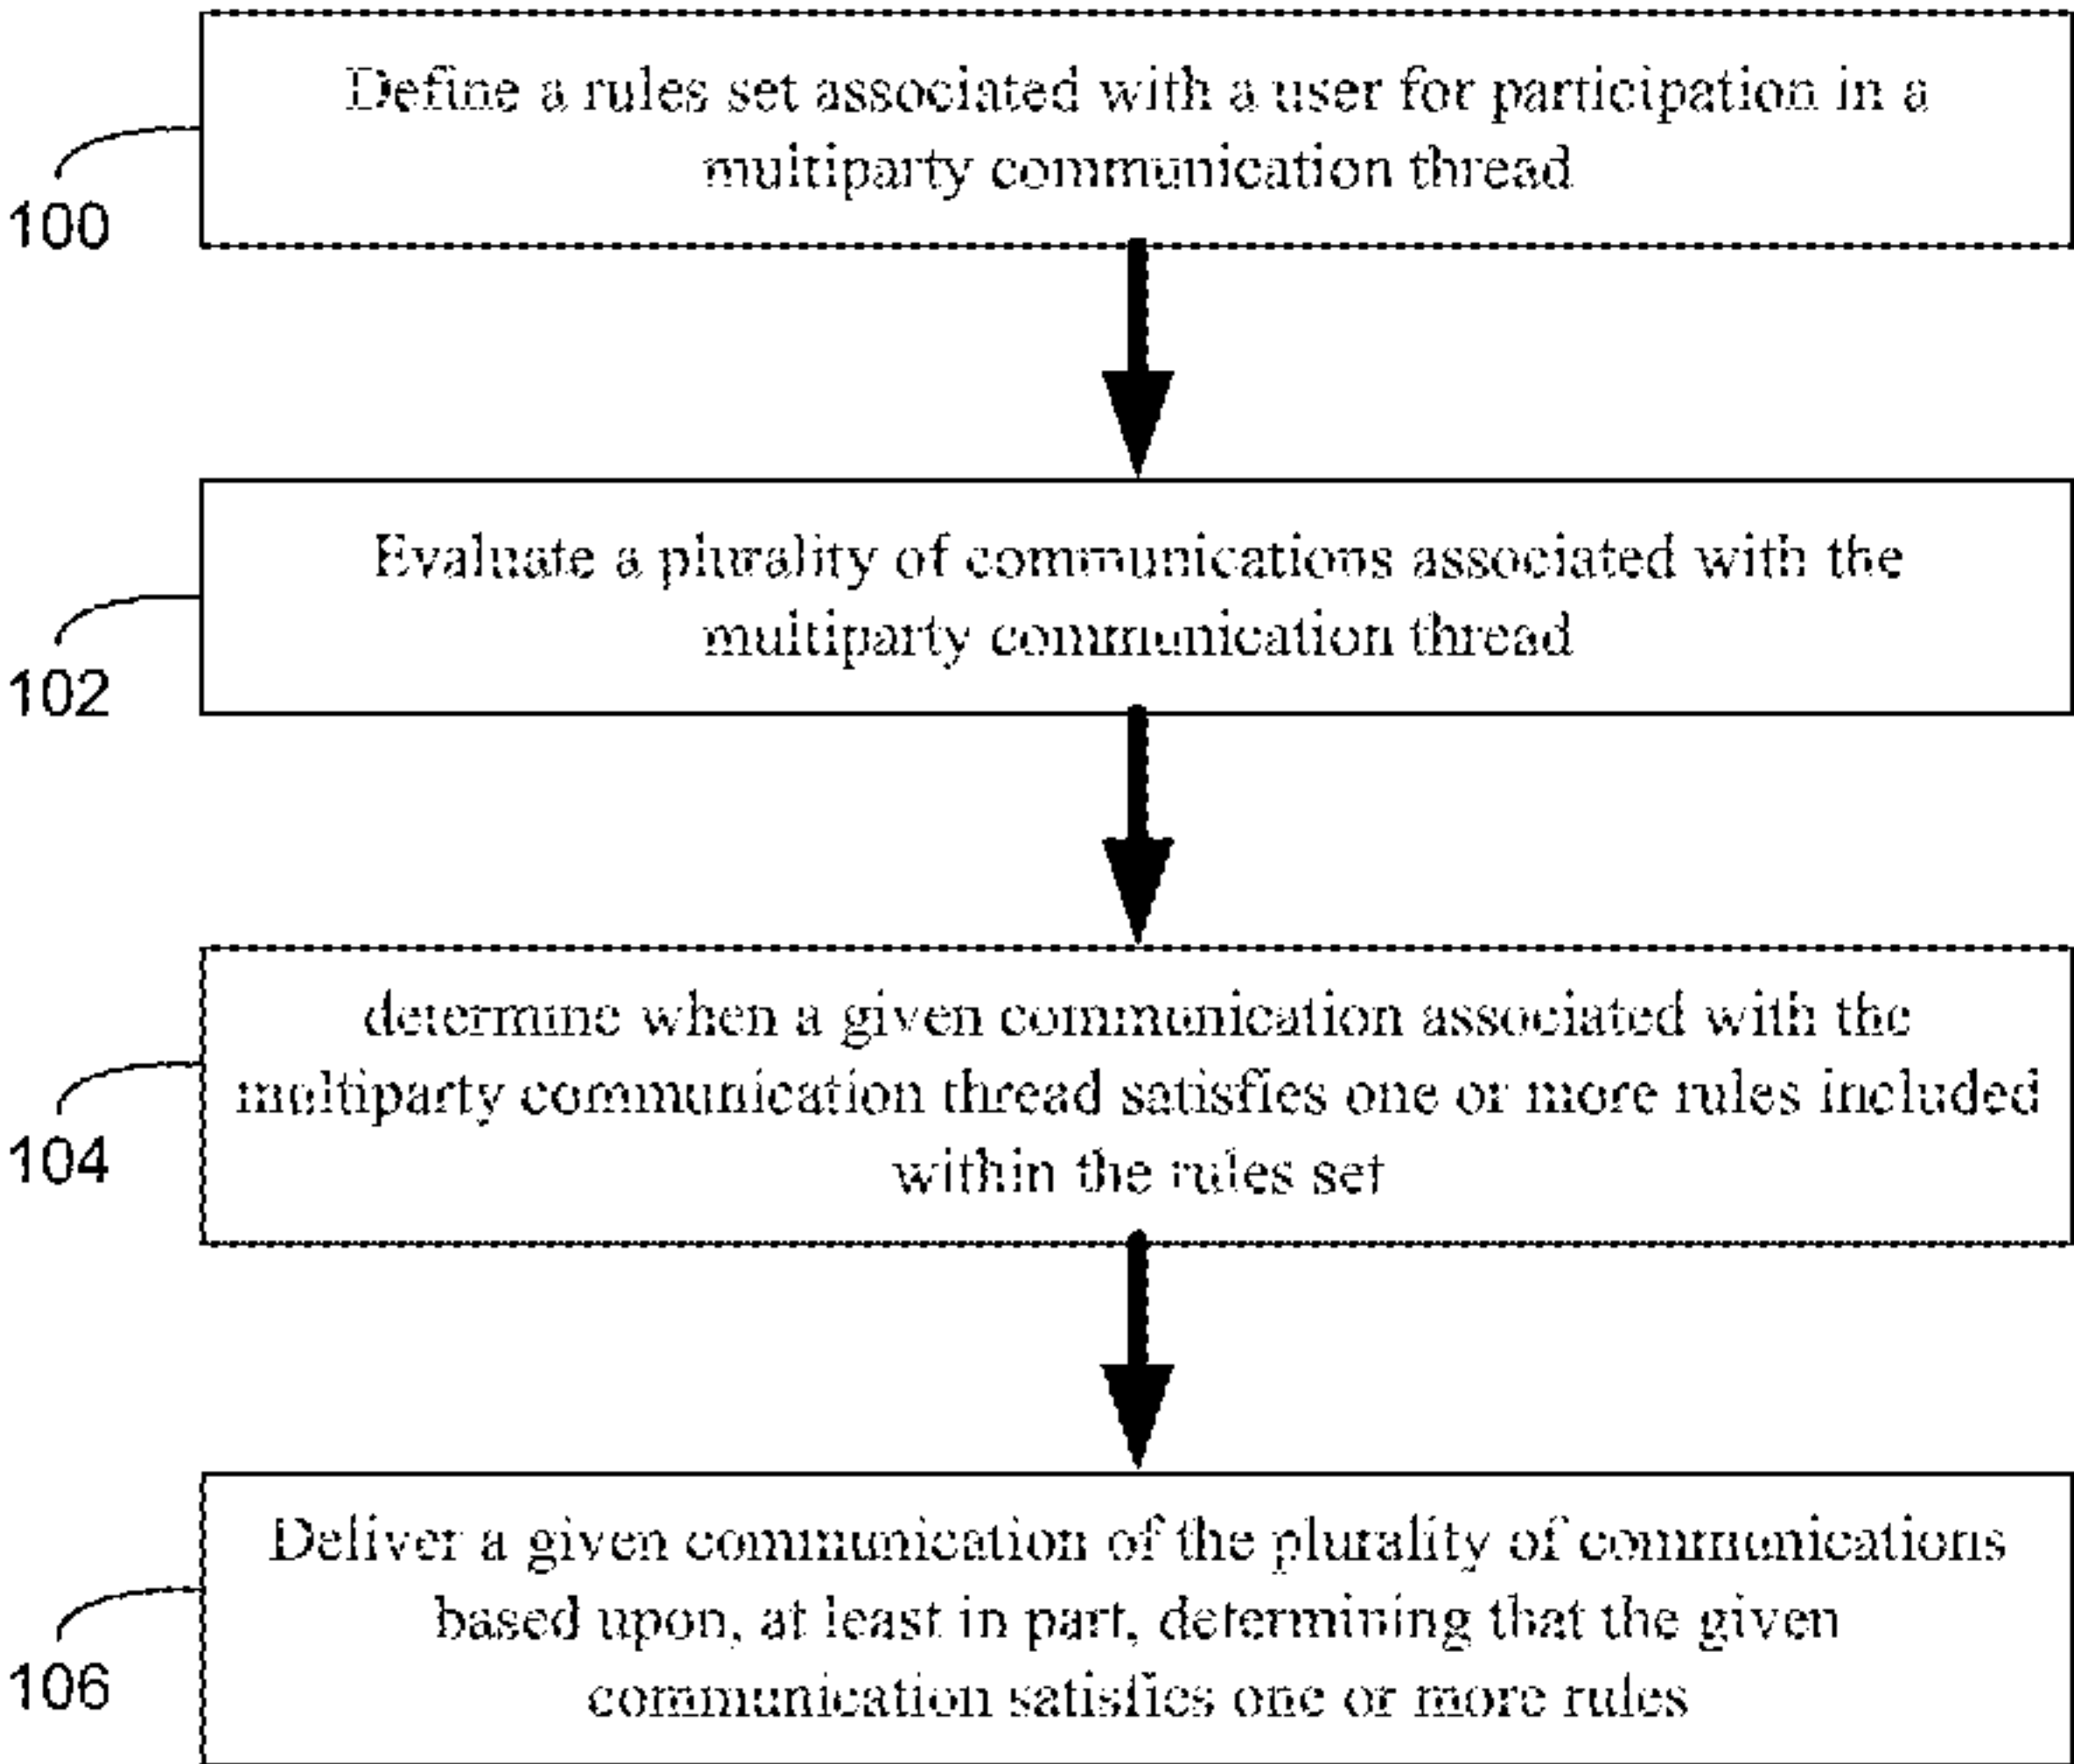 Define a rules set associated with a user for participation in a
multiparty communication thread
100
Evaluate a plurality of communications associated with the
multiparty communication thread
102
determine when a given communication associated with the
multiparty communication thread satisfies one or more rules included
within the rules set
104
Deliver a given communication of the plurality of communications
based upon, at least in part, determining that the given
communication satisfies one or more rules
106